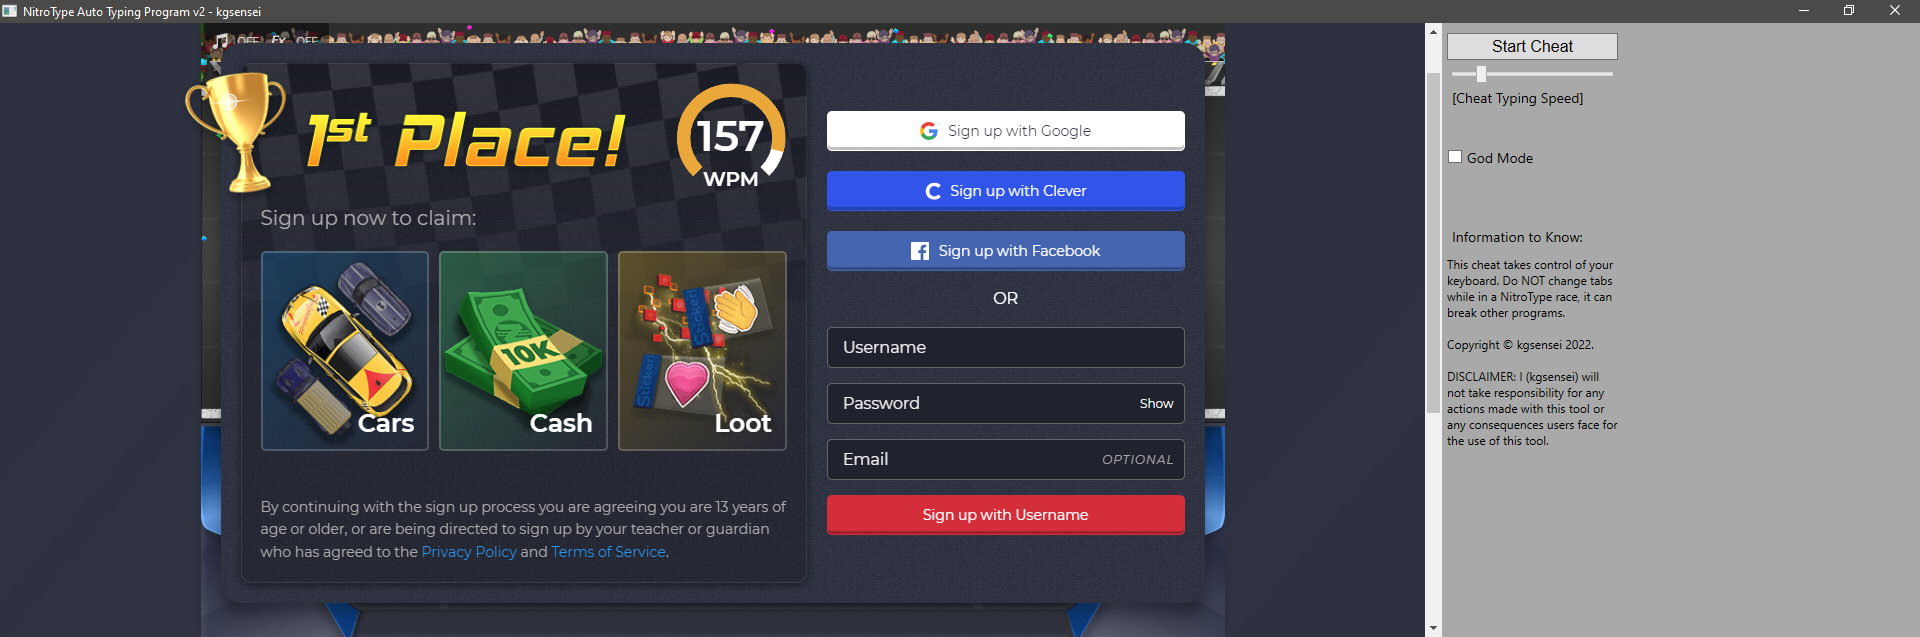 NitroType Auto Typing Program v2 - kgsensei
OFF Fx OFF
1st Place!
157
WPM
Sign up now to claim:
Cars
Cash
10K
Loot
Sticker!
Sticker!
By continuing with the sign up process you are agreeing you are 13 years of
age or older, or are being directed to sign up by your teacher or guardian
who has agreed to the Privacy Policy and Terms of Service.
Sign up with Google
Sign up with Clever
Sign up with Facebook
OR
Username
Password Show
Email OPTIONAL
Sign up with Username
Start Cheat
[Cheat Typing Speed]
God Mode
Information to Know:
This cheat takes control of your
keyboard. Do NOT change tabs
while in a NitroType race, it can
break other programs.
Copyright © kgsensei 2022.
DISCLAIMER: I (kgsensei) will
not take responsibility for any
actions made with this tool or
any consequences users face for
the use of this tool.